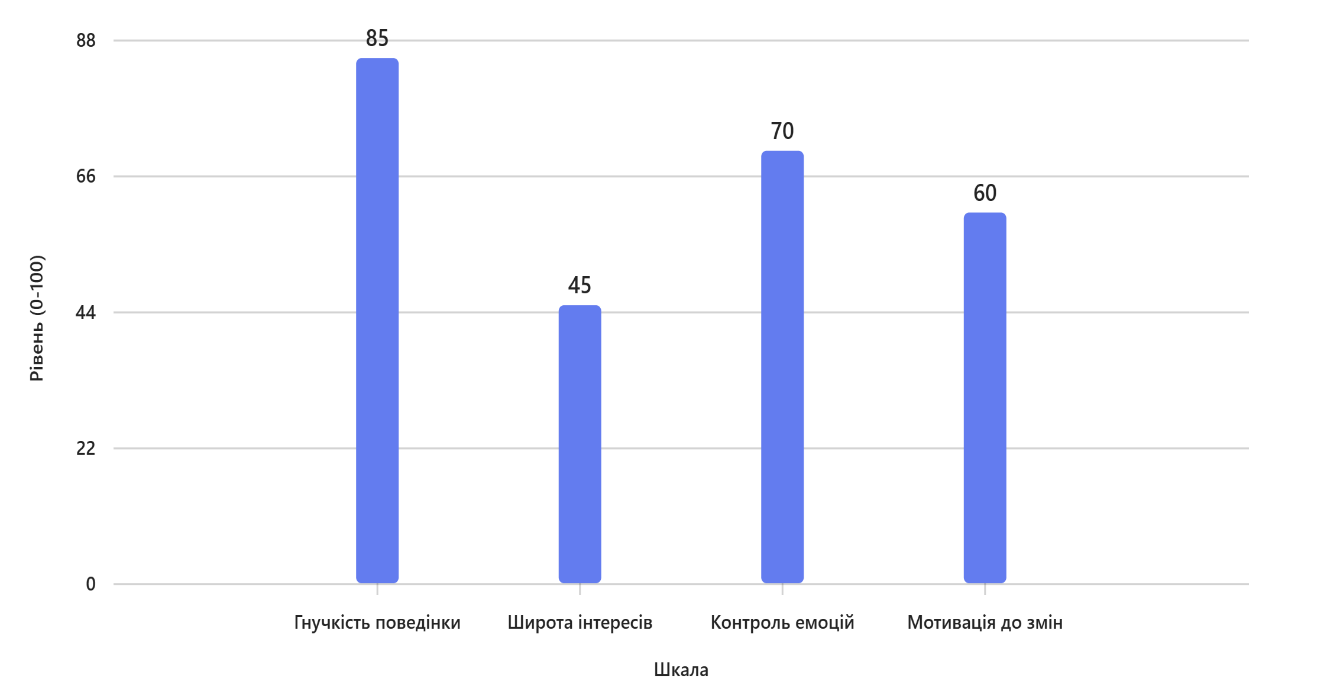 88
66
44
22
0
Рівень (0-100)
85
45
70
60
Гнучкість поведінки
Широта інтересів
Контроль емоцій
Мотивація до змін
Шкала